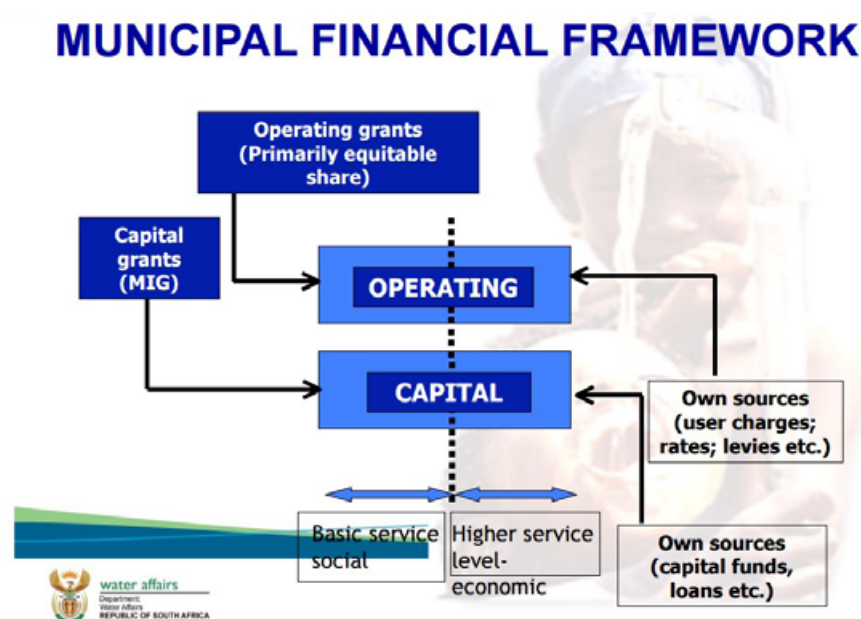 MUNICIPAL FINANCIAL FRAMEWORK
Operating grants
(Primarily equitable
share)
Capital
grants
(MIG)
OPERATING
CAPITAL
Own sources
(user charges;
rates; levies etc.)
Basic service
social
Higher service
level-
economic
Own sources
(capital funds,
loans etc.)
water affairs
Department:
Water Affairs
REPUBLIC OF SOUTH AFRICA